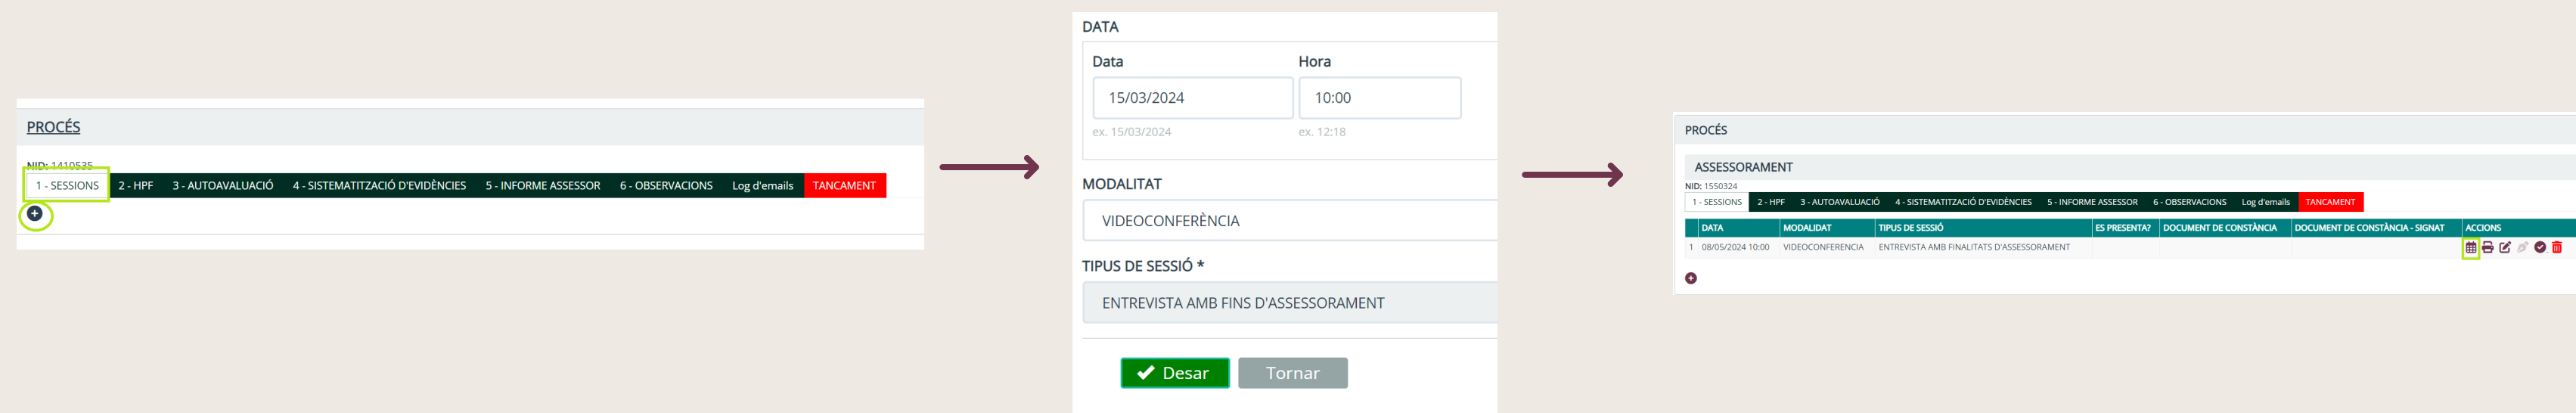 PROCÉS
NID: 1410535
1 - SESSIONS 2 - HPF 3 - AUTOAVALUACIÓ 4 - SISTEMATITZACIÓ D'EVIDÈNCIES 5 - INFORME ASSESSOR 6 - OBSERVACIONS Log d'emails TANCAMENT
DATA
Data Hora
15/03/2024 10:00
ex. 15/03/2024 ex. 12:18
MODALITAT
VIDEOCONFERÈNCIA
TIPUS DE SESSIÓ *
ENTREVISTA AMB FINS D'ASSESSORAMENT
Desar Tornar
PROCÉS
ASSESSORAMENT
NID: 1550324
1 - SESSIONS 2 - HPF 3 - AUTOAVALUACIÓ 4 - SISTEMATITZACIÓ D'EVIDÈNCIES 5 - INFORME ASSESSOR 6 - OBSERVACIONS Log d'emails TANCAMENT
DATA MODALIDAT TIPUS DE SESSIÓ ES PRESENTA? DOCUMENT DE CONSTÀNCIA DOCUMENT DE CONSTÀNCIA - SIGNAT ACCIONS
1 08/05/2024 10:00 VIDEOCONFERENCIA ENTREVISTA AMB FINALITATS D'ASSESSORAMENT